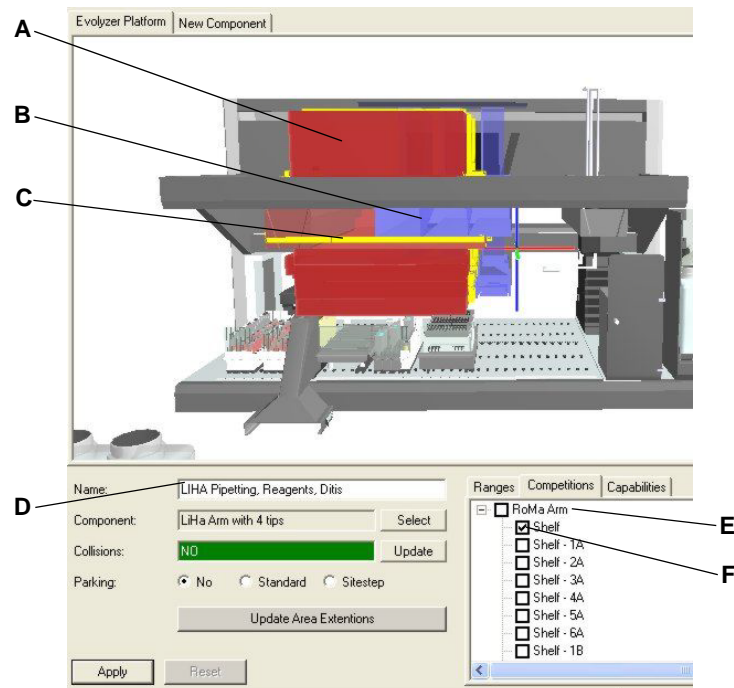 Evolyzer Platform New Component
A
B
C
D
Name: LIHA Pipetting, Reagents, Ditis
Component: LiHa Arm with 4 tips Select
Collisions: NO Update
Parking: No Standard Sitestep
Update Area Extentions
Apply Reset
Ranges Competitions Capabilities
RoMa Arm
E
Shelf
F
Shelf - 1A
Shelf - 2A
Shelf - 3A
Shelf - 4A
Shelf - 5A
Shelf - 6A
Shelf - 1B